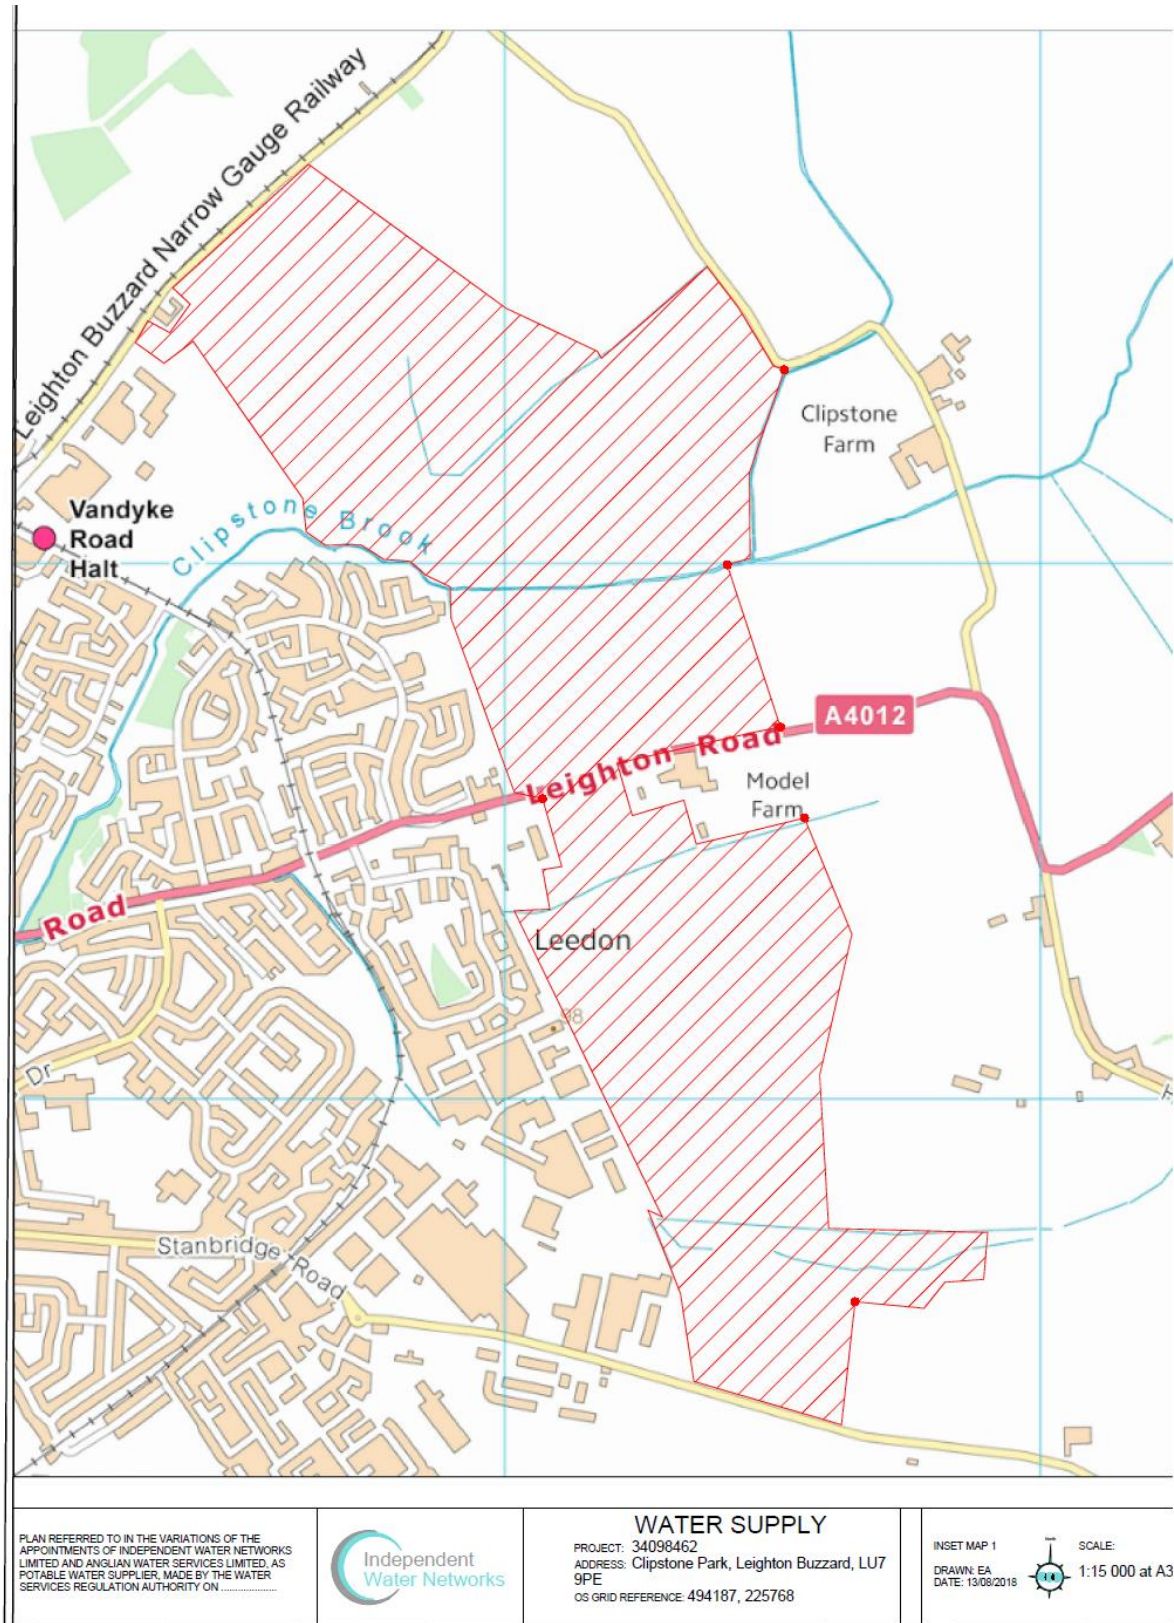 Leighton Buzzard Narrow Gauge Railway
Clipstone
Farm
Vandyke
Road
Halt
Clipstone Brook
A4012
Leighton Road
Model
Farm
Road
Leedon
98
Dr
Stanbridge Road
PLAN REFERRED TO IN THE VARIATIONS OF THE
APPOINTMENTS OF INDEPENDENT WATER NETWORKS
LIMITED AND ANGLIAN WATER SERVICES LIMITED, AS
POTABLE WATER SUPPLIER, MADE BY THE WATER
SERVICES REGULATION AUTHORITY ON ....................
Independent
Water Networks
WATER SUPPLY
PROJECT: 34098462
ADDRESS: Clipstone Park, Leighton Buzzard, LU7
9PE
OS GRID REFERENCE: 494187, 225768
INSET MAP 1
DRAWN: EA
DATE: 13/08/2018
SCALE:
1:15 000 at A3